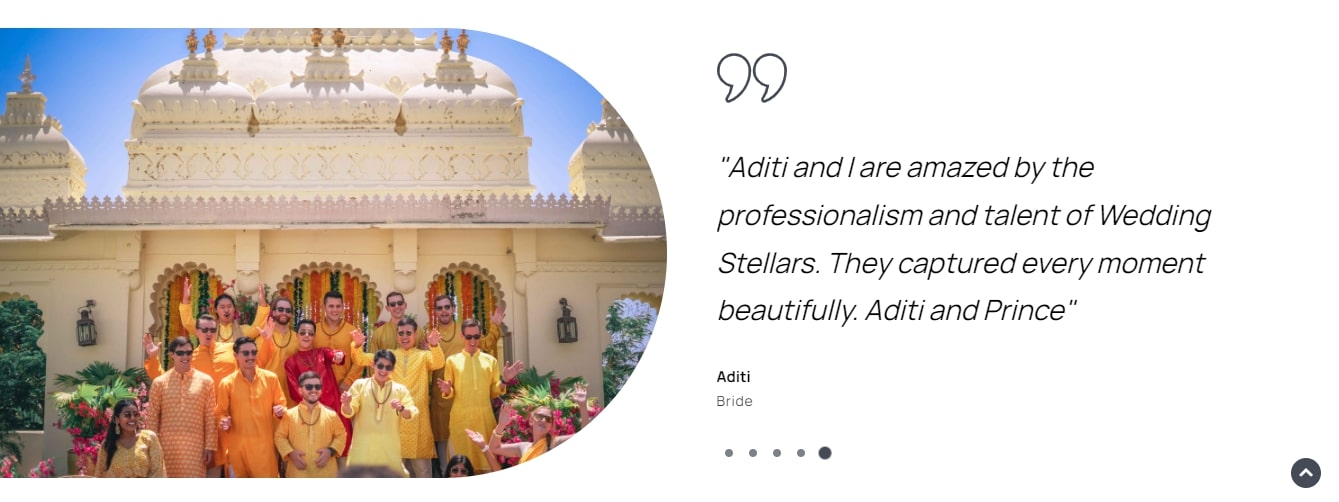 "Aditi and I are amazed by the
professionalism and talent of Wedding
Stellars. They captured every moment
beautifully. Aditi and Prince"
Aditi
Bride